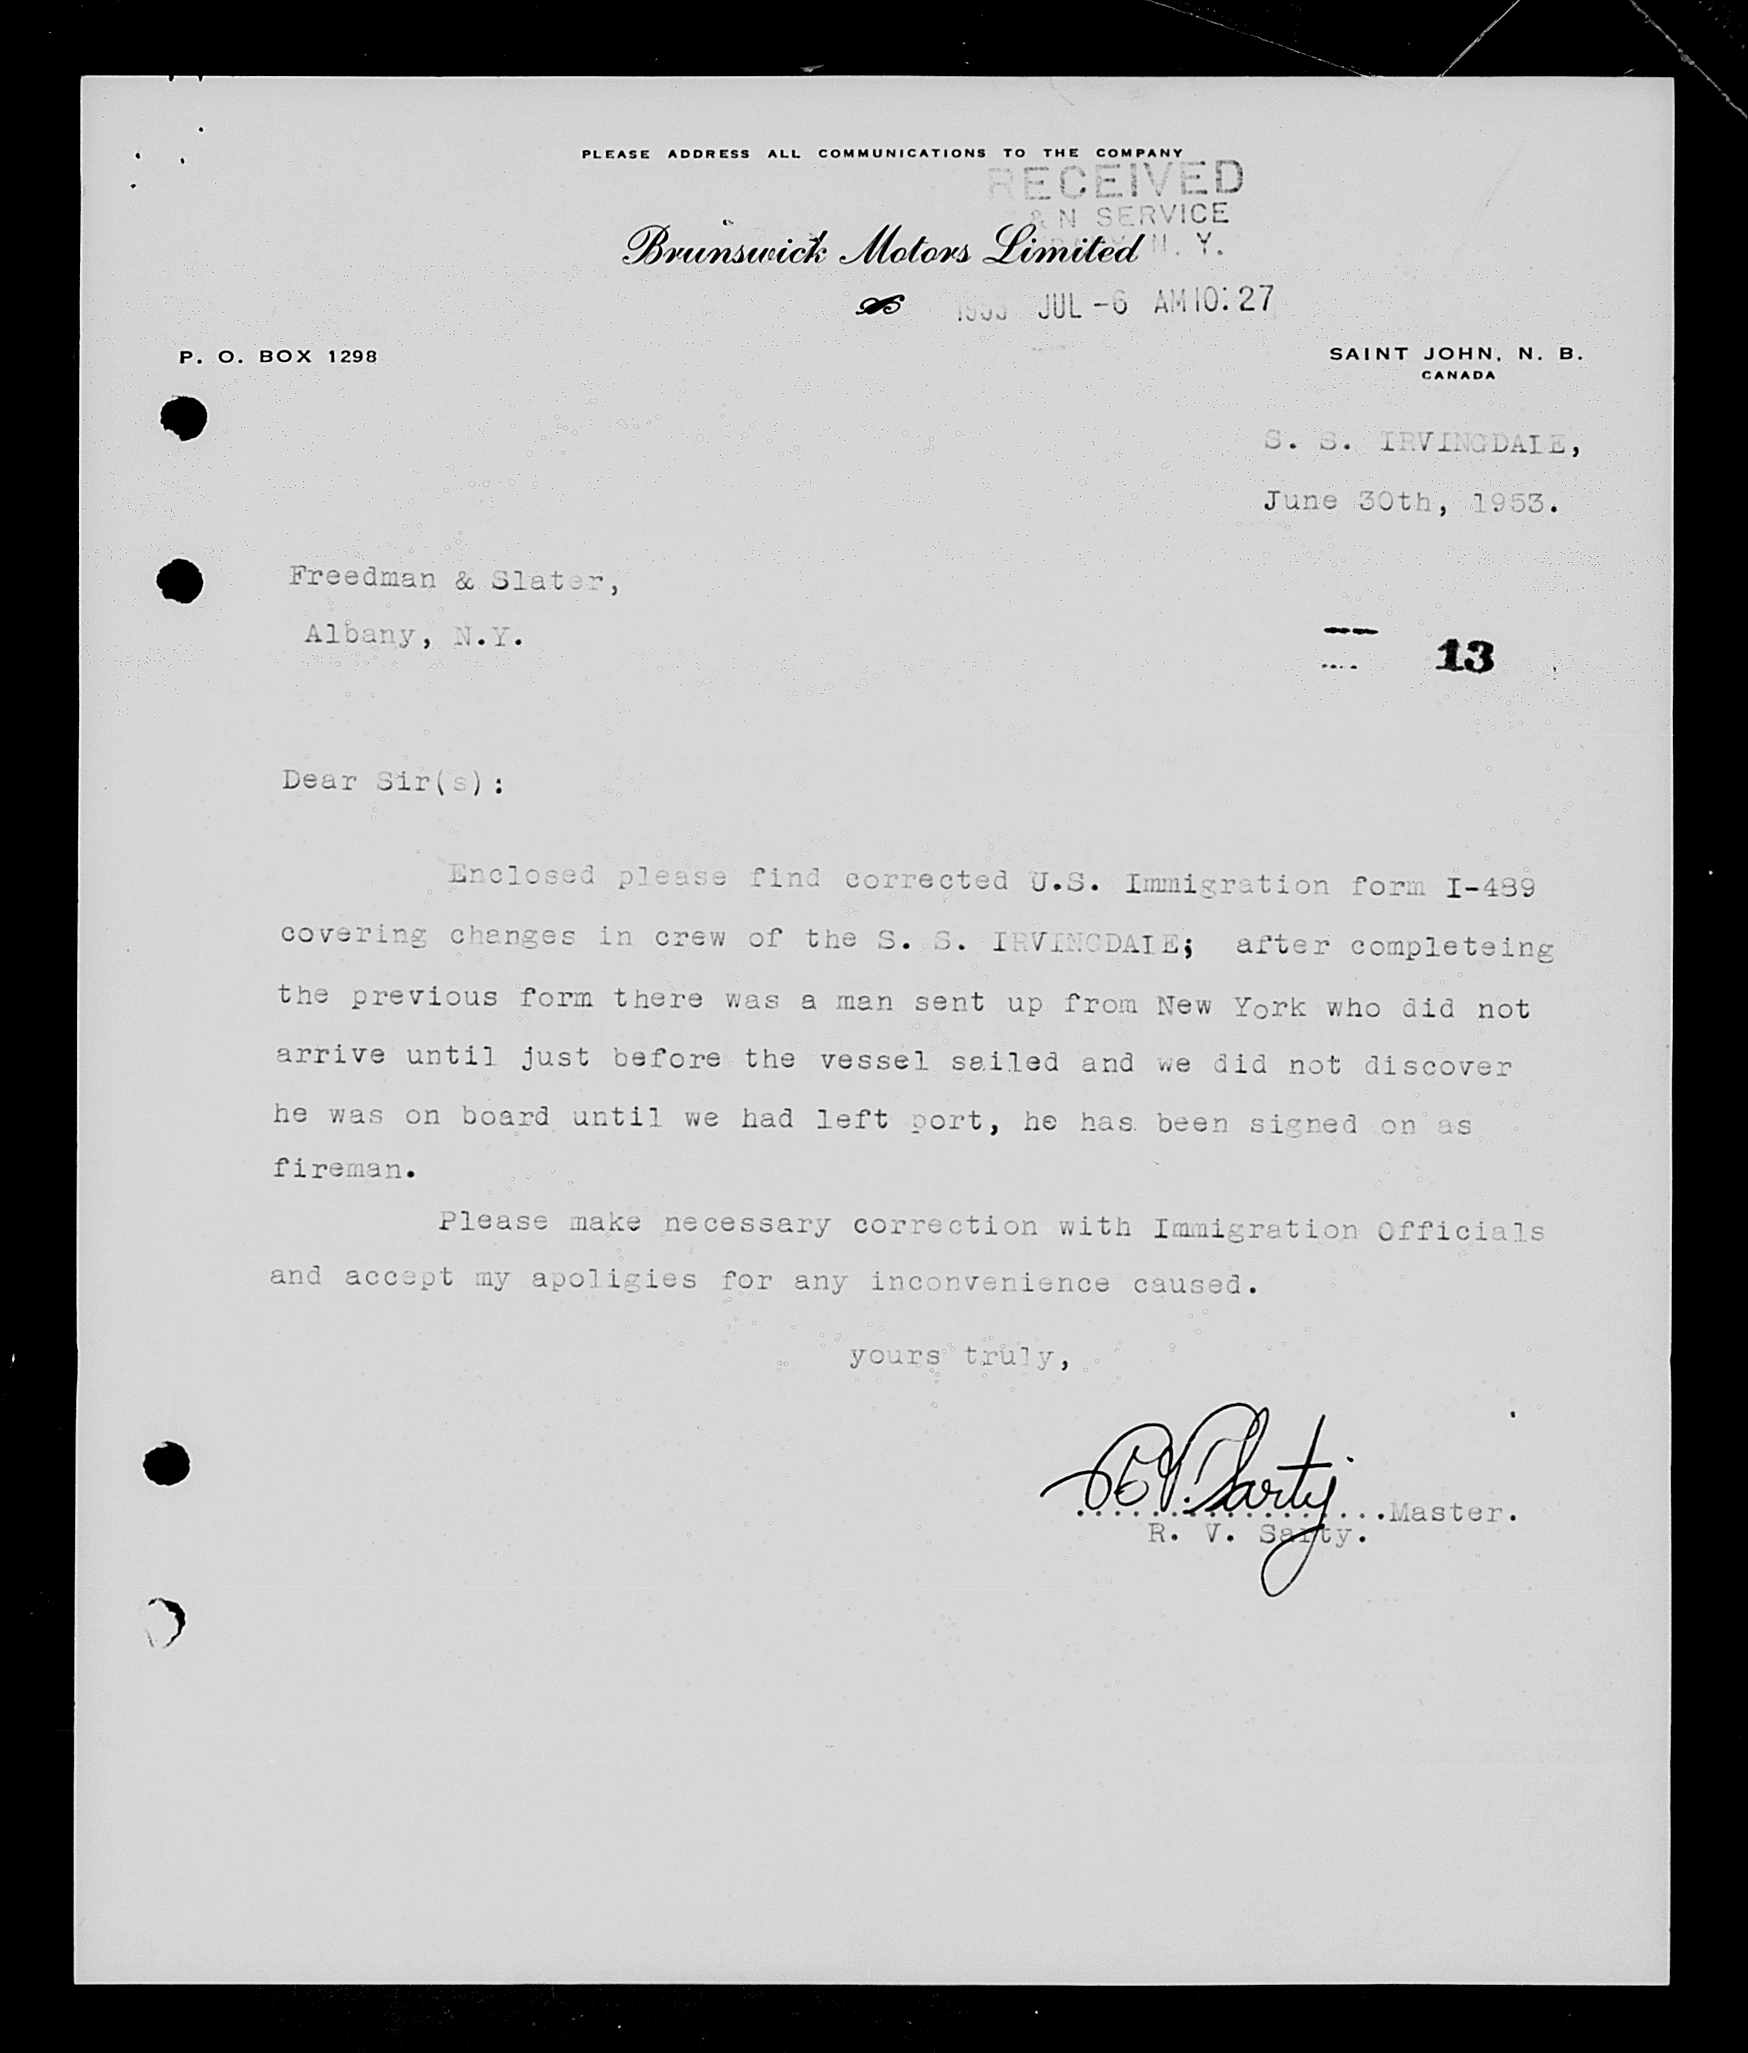 PLEASE ADDRESS ALL COMMUNICATIONS TO THE COMPANY
RECEIVED
& N SERVICE
N. Y.
Brunswick Motors Limited
1953 JUL -6 AM 10:27
P. O. BOX 1298
SAINT JOHN, N. B.
CANADA
S. S. IRVINGDALE,
June 30th, 1953.
Freedman & Slater,
Albany, N.Y.
13
Dear Sir(s):
Enclosed please find corrected U.S. Immigration form I-489
covering changes in crew of the S. S. IRVINGDALE; after completeing
the previous form there was a man sent up from New York who did not
arrive until just before the vessel sailed and we did not discover
he was on board until we had left port, he has been signed on as
fireman.
Please make necessary correction with Immigration Officials
and accept my apoligies for any inconvenience caused.
yours truly,
R V. Sarty
..................Master.
R. V. Sarty.